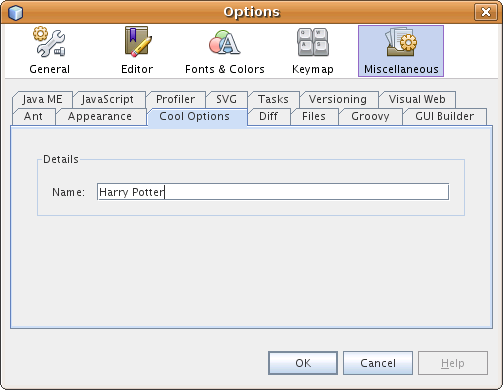 Options
General Editor Fonts & Colors Keymap Miscellaneous
Java ME JavaScript Profiler SVG Tasks Versioning Visual Web
Ant Appearance Cool Options Diff Files Groovy GUI Builder
Details
Name: Harry Potter
OK Cancel Help